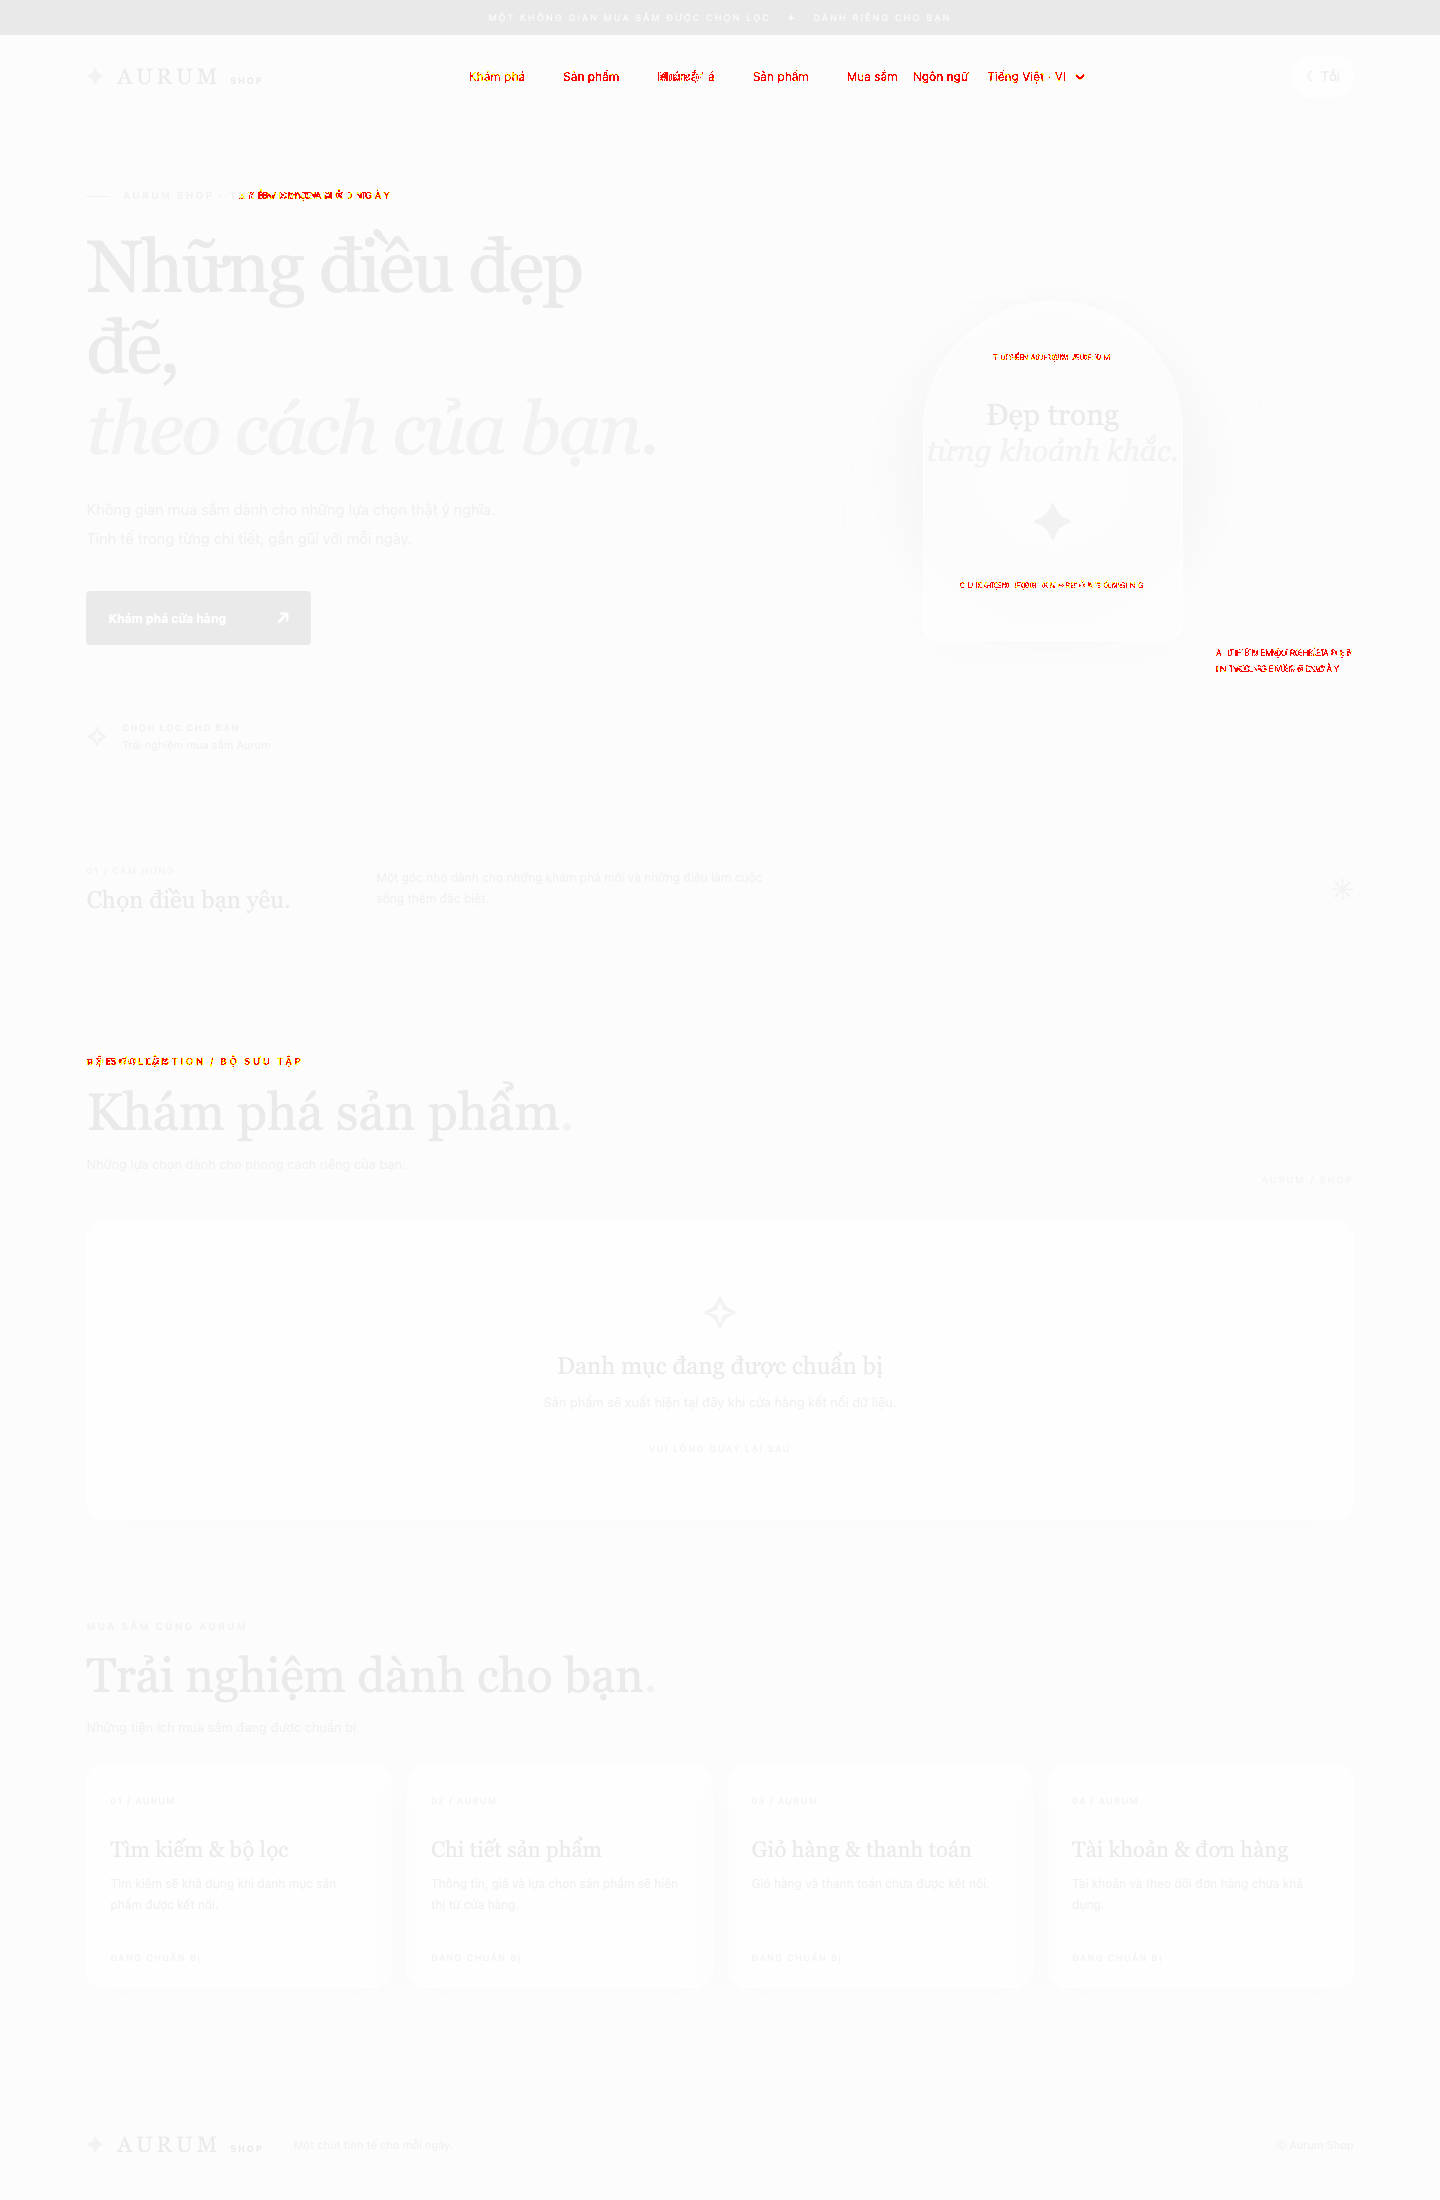 MỘT KHÔNG GIAN MUA SẮM ĐƯỢC CHỌN LỌC ✦ DÀNH RIÊNG CHO BẠN
AURUM SHOP
Khám phá Sản phẩm Sản phẩm Mua sắm Ngôn ngữ Tiếng Việt · VI
☾ Tối
AURUM SHOP ·
Những điều đẹp
đẽ,
theo cách của bạn.
Không gian mua sắm dành cho những lựa chọn thật ý nghĩa.
Tinh tế trong từng chi tiết, gần gũi với mỗi ngày.
Khám phá cửa hàng
CHỌN LỌC CHO BẠN
Trải nghiệm mua sắm Aurum
Đẹp trong
từng khoảnh khắc.
01 / CẢM HỨNG
Chọn điều bạn yêu.
Một góc nhỏ dành cho những khám phá mới và những điều làm cuộc
sống thêm đặc biệt.
/ BỘ SƯU TẬP
Khám phá sản phẩm.
Những lựa chọn dành cho phong cách riêng của bạn.
AURUM / SHOP
Danh mục đang được chuẩn bị
Sản phẩm sẽ xuất hiện tại đây khi cửa hàng kết nối dữ liệu.
VUI LÒNG QUAY LẠI SAU
MUA SẮM CÙNG AURUM
Trải nghiệm dành cho bạn.
Những tiện ích mua sắm đang được chuẩn bị.
01 / AURUM
Tìm kiếm & bộ lọc
Tìm kiếm sẽ khả dụng khi danh mục sản
phẩm được kết nối.
ĐANG CHUẨN BỊ
02 / AURUM
Chi tiết sản phẩm
Thông tin, giá và lựa chọn sản phẩm sẽ hiển
thị từ cửa hàng.
ĐANG CHUẨN BỊ
03 / AURUM
Giỏ hàng & thanh toán
Giỏ hàng và thanh toán chưa được kết nối.
ĐANG CHUẨN BỊ
04 / AURUM
Tài khoản & đơn hàng
Tài khoản và theo dõi đơn hàng chưa khả
dụng.
ĐANG CHUẨN BỊ
AURUM SHOP
Một chút tinh tế cho mỗi ngày.
© Aurum Shop